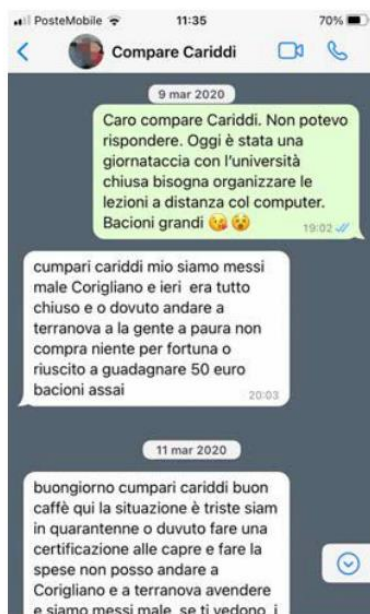 PosteMobile 11:35 70%
Compare Cariddi
9 mar 2020
Caro compare Cariddi. Non potevo
rispondere. Oggi è stata una
giornataccia con l'università
chiusa bisogna organizzare le
lezioni a distanza col computer.
Bacioni grandi 😘😵
19:02
cumpari cariddi mio siamo messi
male Corigliano e ieri era tutto
chiuso e o dovuto andare a
terranova a la gente a paura non
compra niente per fortuna o
riuscito a guadagnare 50 euro
bacioni assai
20:03
11 mar 2020
buongiorno cumpari cariddi buon
caffè qui la situazione è triste siam
in quarantenne o duvuto fare una
certificazione alle capre e fare la
spese non posso andare a
Corigliano e a terranova avendere
e siamo messi male se ti vedono i